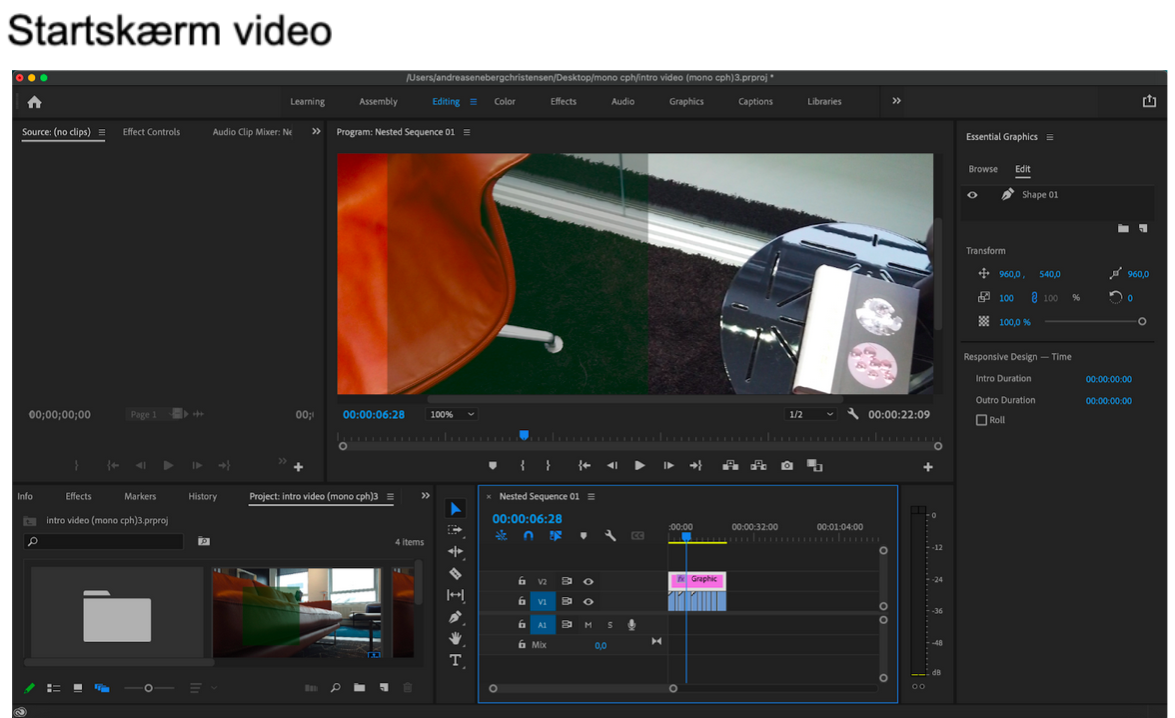 Startskærm video
/Users/andreasenebergchristensen/Desktop/mono cph/intro video (mono cph)3.prproj *
Learning Assembly Editing Color Effects Audio Graphics Captions Libraries
Source: (no clips) Effect Controls Audio Clip Mixer: Ne
Program: Nested Sequence 01
Essential Graphics
Browse Edit
Shape 01
Transform
960,0 , 540,0 960,0
100 100 % 0
100,0 %
Responsive Design — Time
Intro Duration 00:00:00:00
Outro Duration 00:00:00:00
Roll
00;00;00;00 Page 1 00;
00:00:06:28 100% 1/2 00:00:22:09
Info Effects Markers History Project: intro video (mono cph)3
intro video (mono cph)3.prproj
4 items
× Nested Sequence 01
00:00:06:28
:00:00 00:00:32:00 00:01:04:00
CC
V2
fx Graphic
V1
A1 M S
Mix 0,0
0
-12
-24
-36
-48
dB